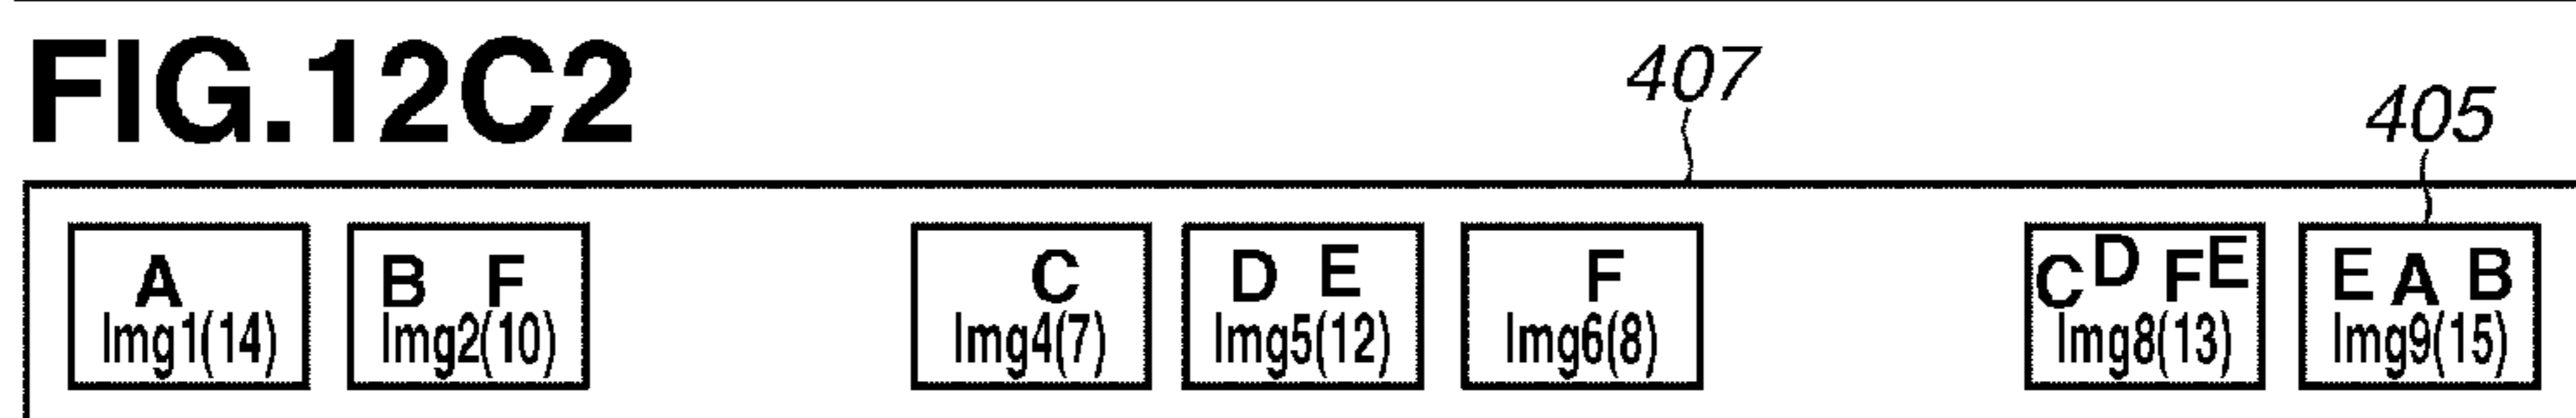 FIG.12C2
407
405
A B F C D E F C D F E E A B
Img1(14) Img2(10) Img4(7) Img5(12) Img6(8) Img8(13) Img9(15)